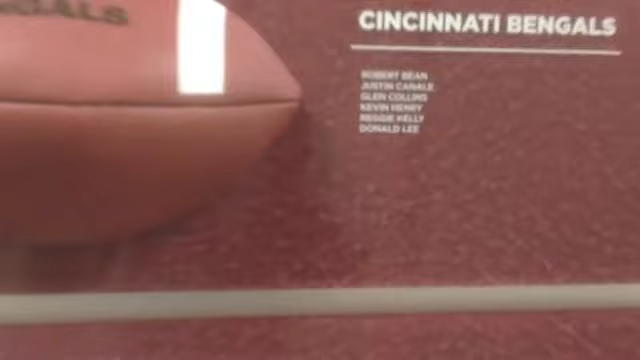 CINCINNATI BENGALS
ROBERT BEAN
JUSTIN CANALE
GLEN COLLINS
KEVIN HENRY
REGGIE KELLY
DONALD LEE